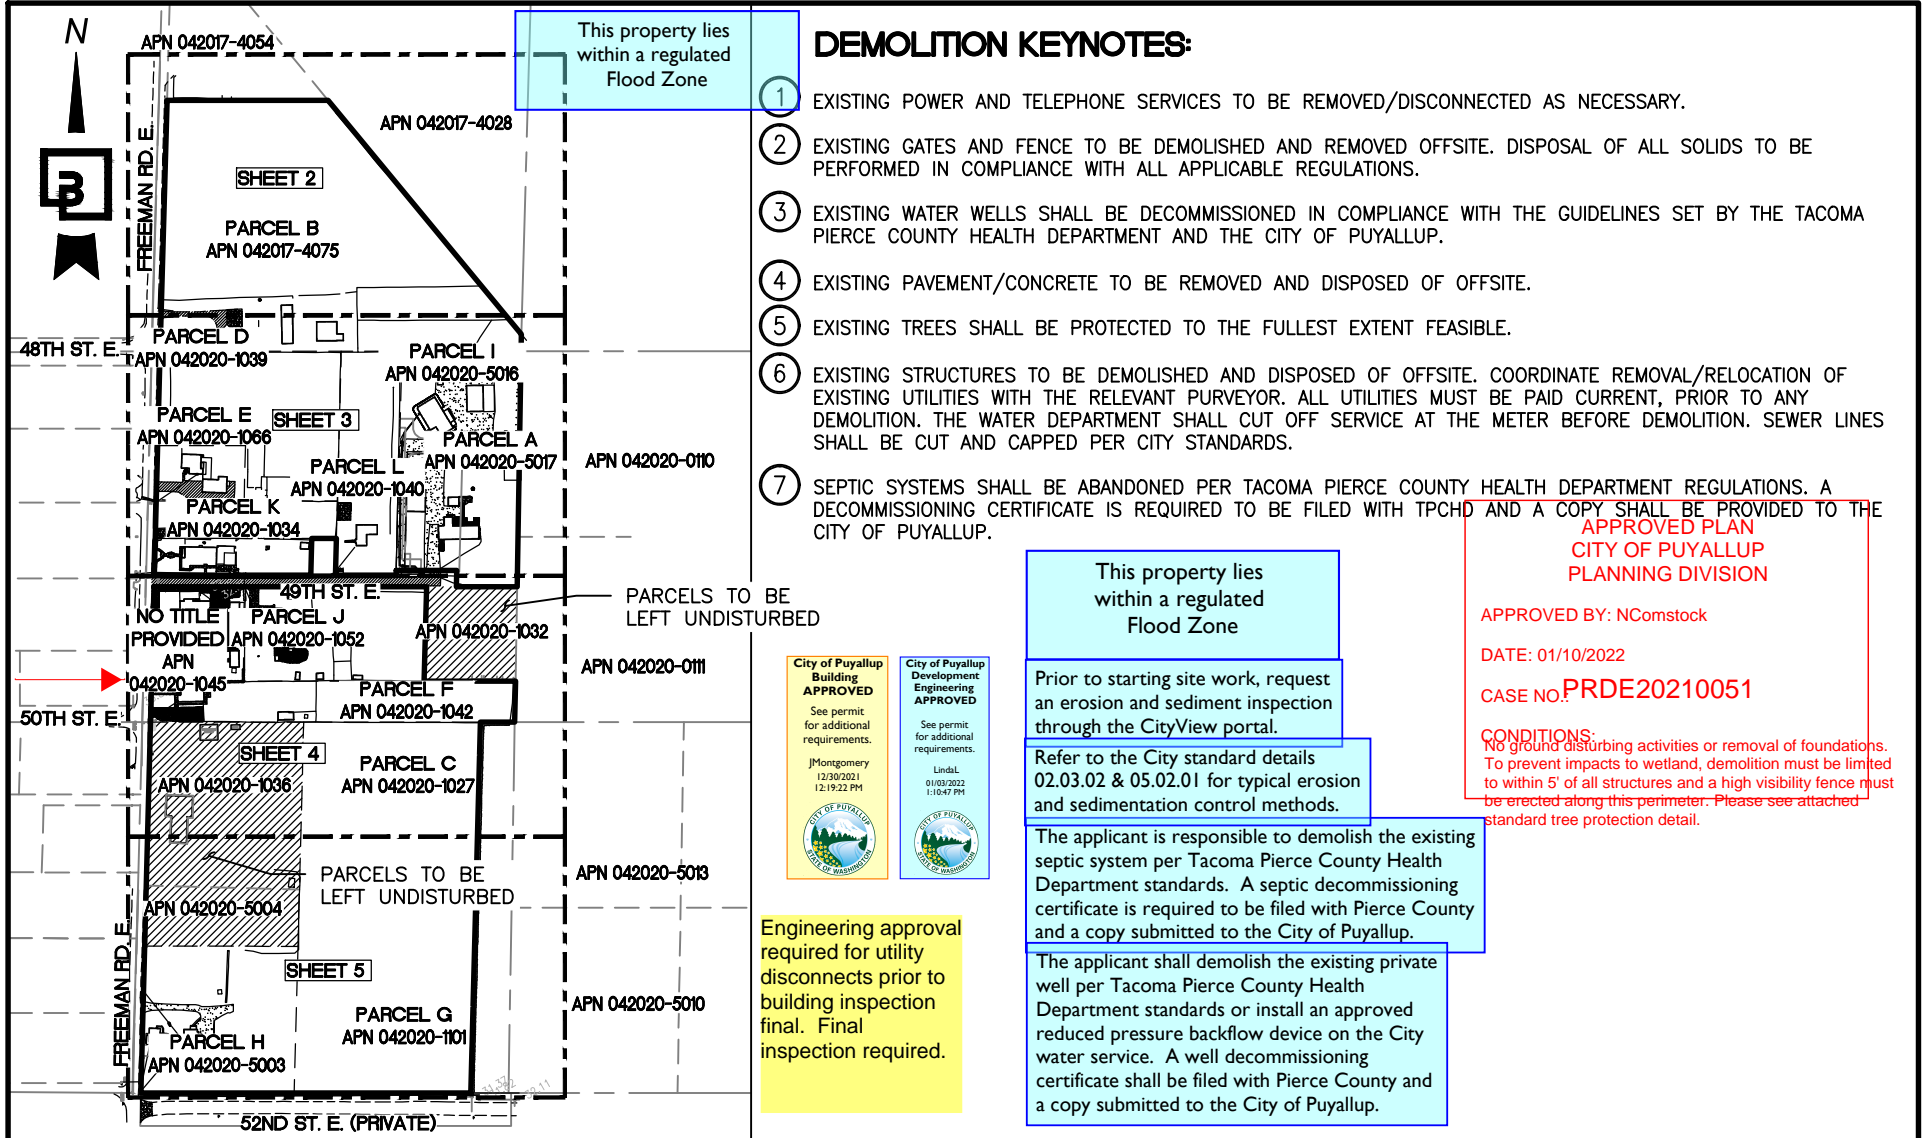 N
APN 042017-4054
This property lies
within a regulated
Flood Zone
APN 042017-4028
FREEMAN RD. E.
B
SHEET 2
PARCEL B
APN 042017-4075
48TH ST. E.
PARCEL D
APN 042020-1039
PARCEL I
APN 042020-5016
PARCEL E
APN 042020-1066
SHEET 3
PARCEL A
APN 042020-5017
APN 042020-0110
PARCEL L
APN 042020-1040
PARCEL K
APN 042020-1034
49TH ST. E.
PARCELS TO BE
LEFT UNDISTURBED
NO TITLE
PROVIDED
APN
042020-1045
PARCEL J
APN 042020-1052
APN 042020-1032
APN 042020-0111
PARCEL F
APN 042020-1042
50TH ST. E.
SHEET 4
APN 042020-1036
PARCEL C
APN 042020-1027
PARCELS TO BE
LEFT UNDISTURBED
APN 042020-5013
APN 042020-5004
FREEMAN RD. E.
SHEET 5
PARCEL G
APN 042020-1101
APN 042020-5010
PARCEL H
APN 042020-5003
52ND ST. E. (PRIVATE)
DEMOLITION KEYNOTES:
1 EXISTING POWER AND TELEPHONE SERVICES TO BE REMOVED/DISCONNECTED AS NECESSARY.
2 EXISTING GATES AND FENCE TO BE DEMOLISHED AND REMOVED OFFSITE. DISPOSAL OF ALL SOLIDS TO BE
PERFORMED IN COMPLIANCE WITH ALL APPLICABLE REGULATIONS.
3 EXISTING WATER WELLS SHALL BE DECOMMISSIONED IN COMPLIANCE WITH THE GUIDELINES SET BY THE TACOMA
PIERCE COUNTY HEALTH DEPARTMENT AND THE CITY OF PUYALLUP.
4 EXISTING PAVEMENT/CONCRETE TO BE REMOVED AND DISPOSED OF OFFSITE.
5 EXISTING TREES SHALL BE PROTECTED TO THE FULLEST EXTENT FEASIBLE.
6 EXISTING STRUCTURES TO BE DEMOLISHED AND DISPOSED OF OFFSITE. COORDINATE REMOVAL/RELOCATION OF
EXISTING UTILITIES WITH THE RELEVANT PURVEYOR. ALL UTILITIES MUST BE PAID CURRENT, PRIOR TO ANY
DEMOLITION. THE WATER DEPARTMENT SHALL CUT OFF SERVICE AT THE METER BEFORE DEMOLITION. SEWER LINES
SHALL BE CUT AND CAPPED PER CITY STANDARDS.
7 SEPTIC SYSTEMS SHALL BE ABANDONED PER TACOMA PIERCE COUNTY HEALTH DEPARTMENT REGULATIONS. A
DECOMMISSIONING CERTIFICATE IS REQUIRED TO BE FILED WITH TPCHD AND A COPY SHALL BE PROVIDED TO THE
CITY OF PUYALLUP.
APPROVED PLAN
CITY OF PUYALLUP
PLANNING DIVISION
APPROVED BY: NComstock
DATE: 01/10/2022
CASE NO.: PRDE20210051
CONDITIONS:
No ground disturbing activities or removal of foundations.
To prevent impacts to wetland, demolition must be limited
to within 5' of all structures and a high visibility fence must
be erected along this perimeter. Please see attached
standard tree protection detail.
City of Puyallup
Building
APPROVED
See permit
for additional
requirements.
JMontgomery
12/30/2021
12:19:22 PM
CITY OF PUYALLUP
STATE OF WASHINGTON
City of Puyallup
Development
Engineering
APPROVED
See permit
for additional
requirements.
LindaL
01/03/2022
1:10:47 PM
CITY OF PUYALLUP
STATE OF WASHINGTON
Engineering approval
required for utility
disconnects prior to
building inspection
final. Final
inspection required.
This property lies
within a regulated
Flood Zone
Prior to starting site work, request
an erosion and sediment inspection
through the CityView portal.
Refer to the City standard details
02.03.02 & 05.02.01 for typical erosion
and sedimentation control methods.
The applicant is responsible to demolish the existing
septic system per Tacoma Pierce County Health
Department standards. A septic decommissioning
certificate is required to be filed with Pierce County
and a copy submitted to the City of Puyallup.
The applicant shall demolish the existing private
well per Tacoma Pierce County Health
Department standards or install an approved
reduced pressure backflow device on the City
water service. A well decommissioning
certificate shall be filed with Pierce County and
a copy submitted to the City of Puyallup.